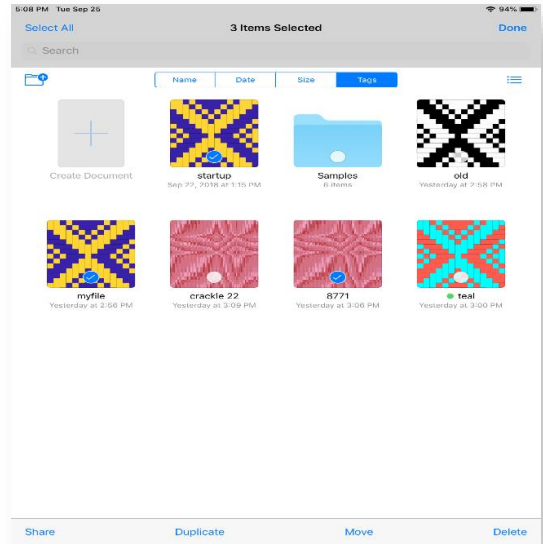 5:08 PM Tue Sep 25 94%
Select All 3 Items Selected Done
Search
Name Date Size Tags
Create Document startup Samples old
Sep 22, 2018 at 1:15 PM 6 items Yesterday at 2:58 PM
myfile crackle 22 8771 teal
Yesterday at 2:56 PM Yesterday at 3:09 PM Yesterday at 3:06 PM Yesterday at 3:00 PM
Share Duplicate Move Delete